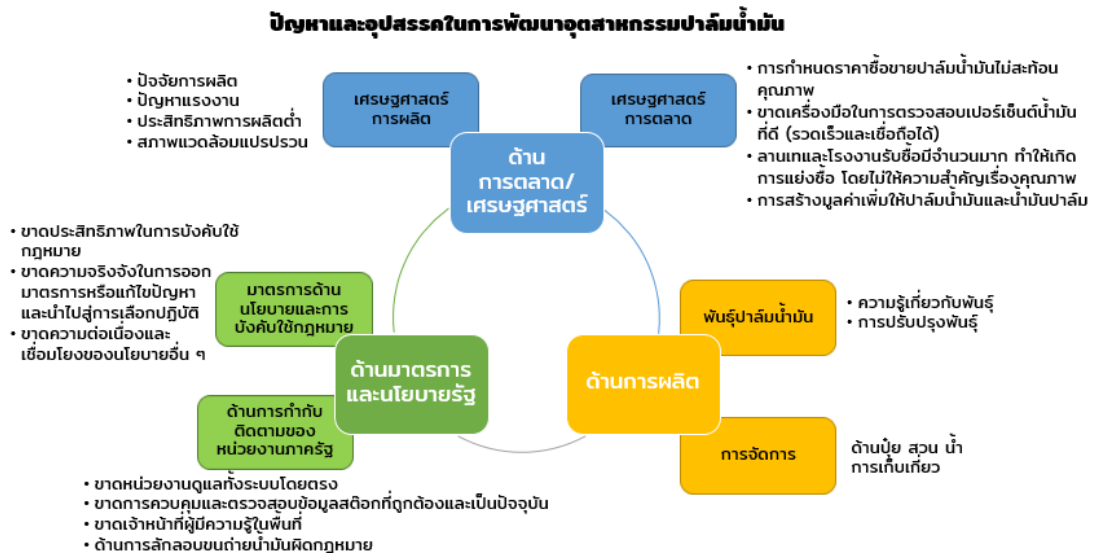 ปัญหาและอุปสรรคในการพัฒนาอุตสาหกรรมปาล์มน้ำมัน
• ปัจจัยการผลิต
• ปัญหาแรงงาน
• ประสิทธิภาพการผลิตต่ำ
• สภาพแวดล้อมแปรปรวน
เศรษฐศาสตร์
การผลิต
เศรษฐศาสตร์
การตลาด
• การกำหนดราคาซื้อขายปาล์มน้ำมันไม่สะท้อน
คุณภาพ
• ขาดเครื่องมือในการตรวจสอบเปอร์เซ็นต์น้ำมัน
ที่ดี (รวดเร็วและเชื่อถือได้)
• ลานเทและโรงงานรับซื้อมีจำนวนมาก ทำให้เกิด
การแย่งซื้อ โดยไม่ให้ความสำคัญเรื่องคุณภาพ
• การสร้างมูลค่าเพิ่มให้ปาล์มน้ำมันและน้ำมันปาล์ม
ด้าน
การตลาด/
เศรษฐศาสตร์
• ขาดประสิทธิภาพในการบังคับใช้
กฎหมาย
• ขาดความจริงจังในการออก
มาตรการหรือแก้ไขปัญหา
และนำไปสู่การเลือกปฏิบัติ
• ขาดความต่อเนื่องและ
เชื่อมโยงของนโยบายอื่น ๆ
มาตรการด้าน
นโยบายและการ
บังคับใช้กฎหมาย
ด้านมาตรการ
และนโยบายรัฐ
ด้านการกำกับ
ติดตามของ
หน่วยงานภาครัฐ
• ขาดหน่วยงานดูแลทั้งระบบโดยตรง
• ขาดการควบคุมและตรวจสอบข้อมูลสต๊อกที่ถูกต้องและเป็นปัจจุบัน
• ขาดเจ้าหน้าที่ผู้มีความรู้ในพื้นที่
• ด้านการลักลอบขนถ่ายน้ำมันผิดกฎหมาย
พันธุ์ปาล์มน้ำมัน
• ความรู้เกี่ยวกับพันธุ์
• การปรับปรุงพันธุ์
ด้านการผลิต
การจัดการ
ด้านปุ๋ย สวน น้ำ
การเก็บเกี่ยว